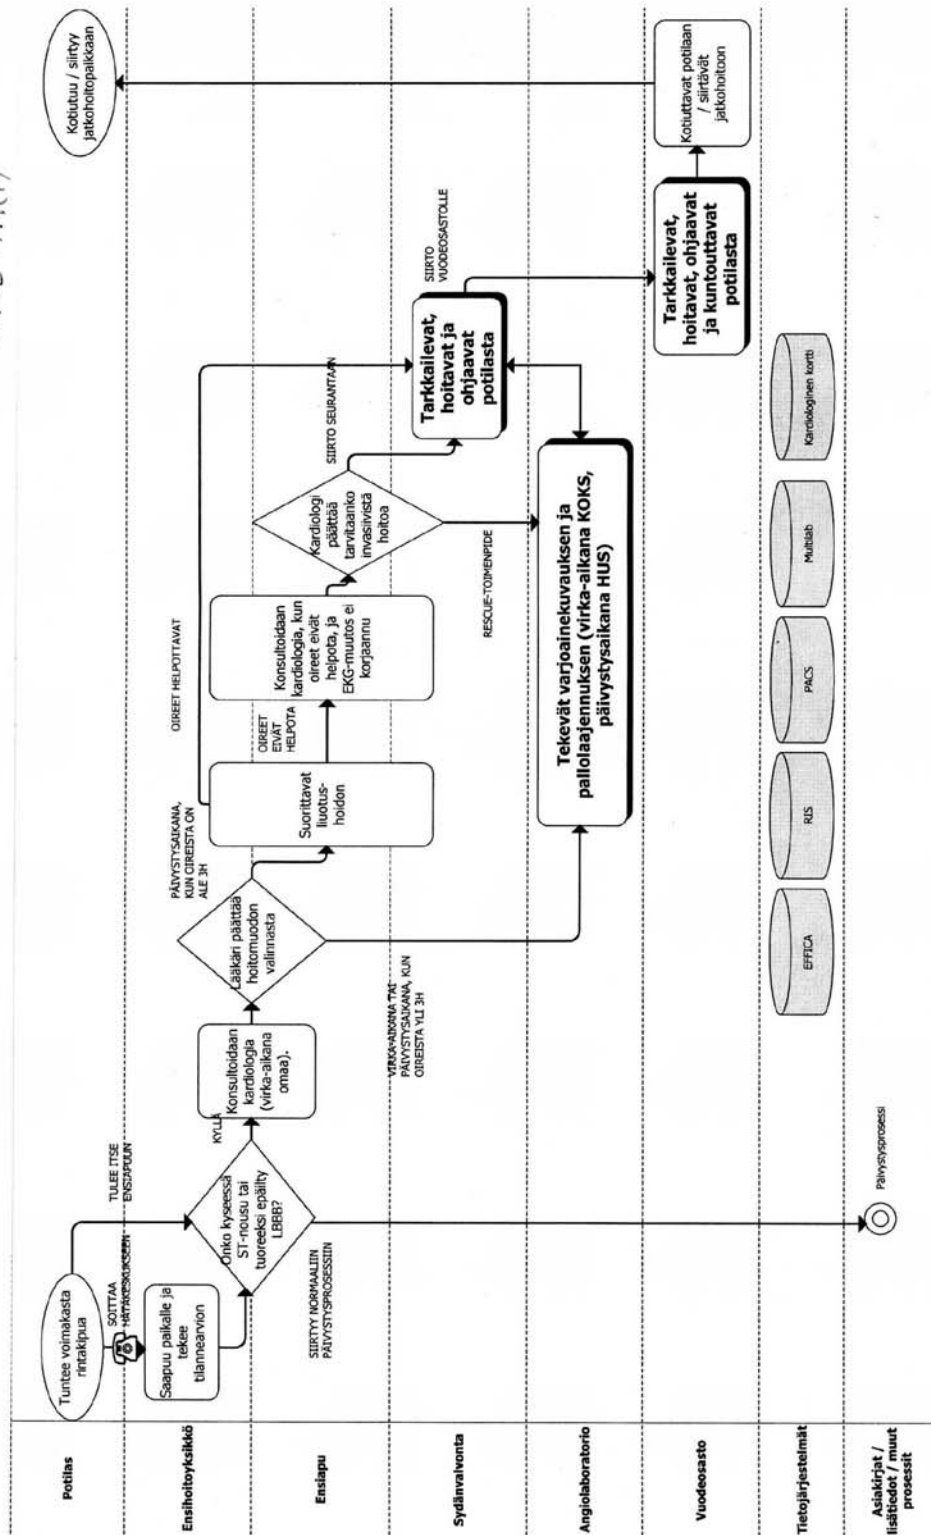 Potilas
Ensihoitoyksikkö
Ensiapu
Sydänvalvonta
Angiolaboratorio
Vuodeosasto
Tietojärjestelmät
Asiakirjat /
lisätiedot / muut
prosessit
Tuntee voimakasta
rintakipua
SOITTAA
HÄTÄKESKUKSEEN
TULEE ITSE
ENSIAPUUN
Saapuu paikalle ja
tekee
tilannearvion
Onko kyseessä
ST-nousu tai
tuoreeksi epäilty
LBBB?
SIIRTYY NORMAALIIN
PÄIVYSTYSPROSESSIIN
Päivystysprosessi
KYLLÄ
Konsultoidaan
kardiologia
(virka-aikana
omaa).
Lääkäri päättää
hoitomuodon
valinnasta
PÄIVYSTYSAIKANA,
KUN OIREISTA ON
ALE 3H
VIRKA-AIKANA TAI
PÄIVYSTYSAIKANA, KUN
OIREISTA YLI 3H
Suorittavat
liuotus-
hoidon
OIREET HELPOTTAVAT
OIREET
EIVÄT
HELPOTA
Konsultoidaan
kardiologia, kun
oireet eivät
helpota, ja
EKG-muutos ei
korjaannu
Kardiologi
päättää
tarvitaanko
invasiivistä
hoitoa
SIIRTO SEURANTAAN
RESCUE-TOIMENPIDE
Tekevät varjoainekuvauksen ja
pallolaajennuksen (virka-aikana KOKS,
päivystysaikana HUS)
Tarkkailevat,
hoitavat ja
ohjaavat
potilasta
SIIRTO
VUODEOSASTOLLE
Tarkkailevat,
hoitavat, ohjaavat
ja kuntouttavat
potilasta
Kotiuttavat potilaan
/ siirtävät
jatkohoitoon
Kotiutuu / siirtyy
jatkohoitopaikkaan
EFFICA
RIS
PACS
Multilab
Kardiologinen kortti